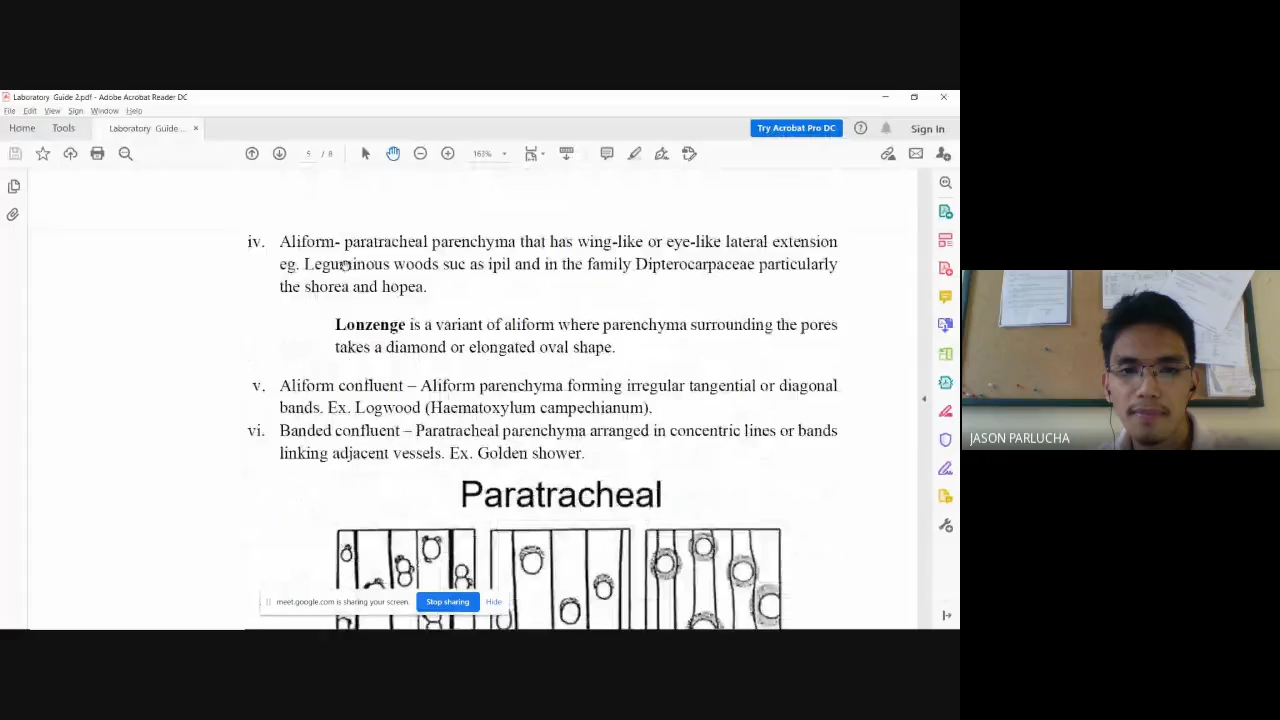 Laboratory Guide 2.pdf - Adobe Acrobat Reader DC
File Edit View Sign Window Help
Home Tools Laboratory Guide... ×
Try Acrobat Pro DC Sign In
5 / 8 163%
iv. Aliform- paratracheal parenchyma that has wing-like or eye-like lateral extension
eg. Leguminous woods suc as ipil and in the family Dipterocarpaceae particularly
the shorea and hopea.
Lonzenge is a variant of aliform where parenchyma surrounding the pores
takes a diamond or elongated oval shape.
v. Aliform confluent – Aliform parenchyma forming irregular tangential or diagonal
bands. Ex. Logwood (Haematoxylum campechianum).
vi. Banded confluent – Paratracheal parenchyma arranged in concentric lines or bands
linking adjacent vessels. Ex. Golden shower.
Paratracheal
meet.google.com is sharing your screen. Stop sharing Hide
JASON PARLUCHA